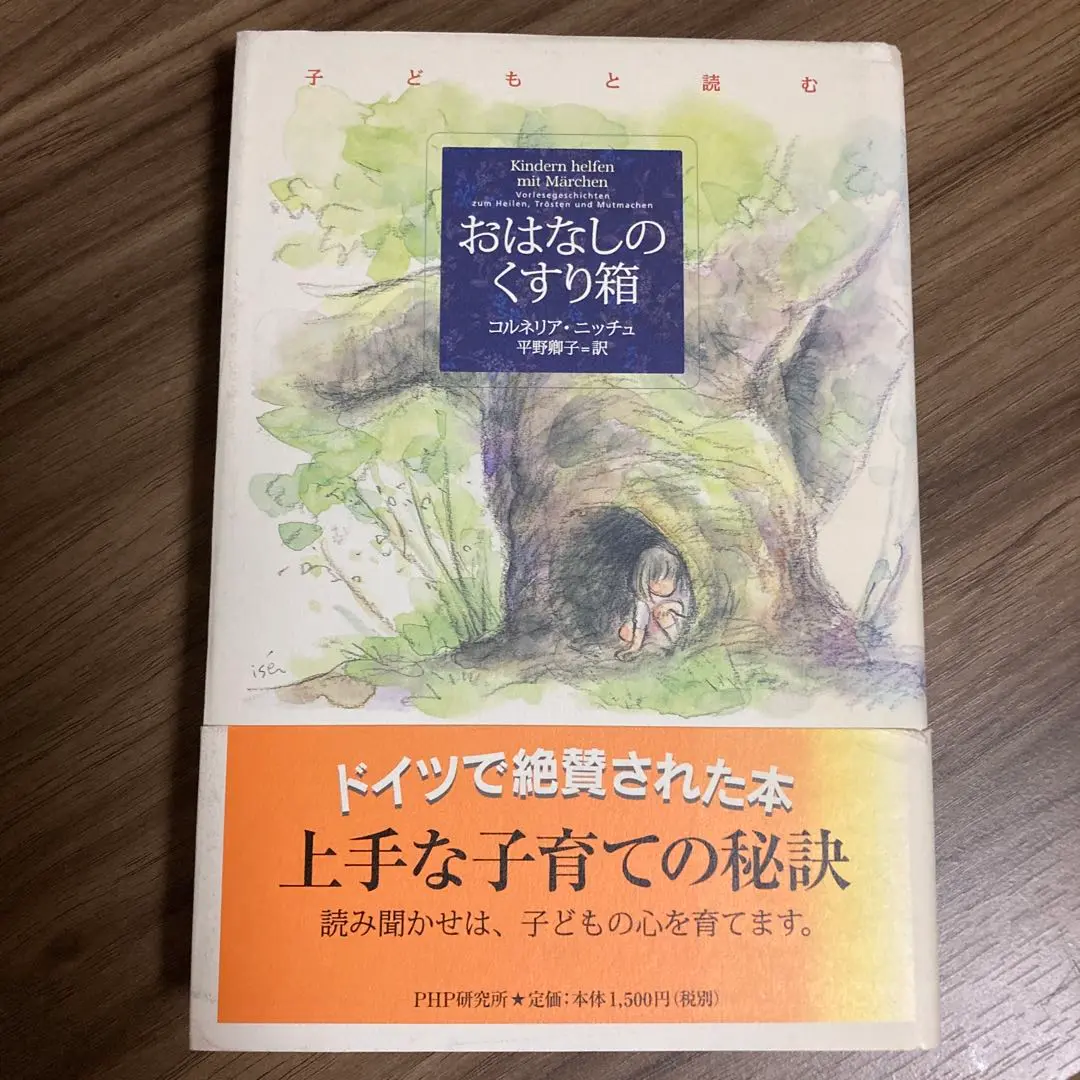 子どもと読む
Kindern helfen
mit Märchen
Vorlesegeschichten
zum Heilen, Trösten und Mutmachen
おはなしの
くすり箱
コルネリア・ニッチュ
平野卿子=訳
isé
ドイツで絶賛された本
上手な子育ての秘訣
読み聞かせは、子どもの心を育てます。
PHP研究所★定価:本体1,500円(税別)